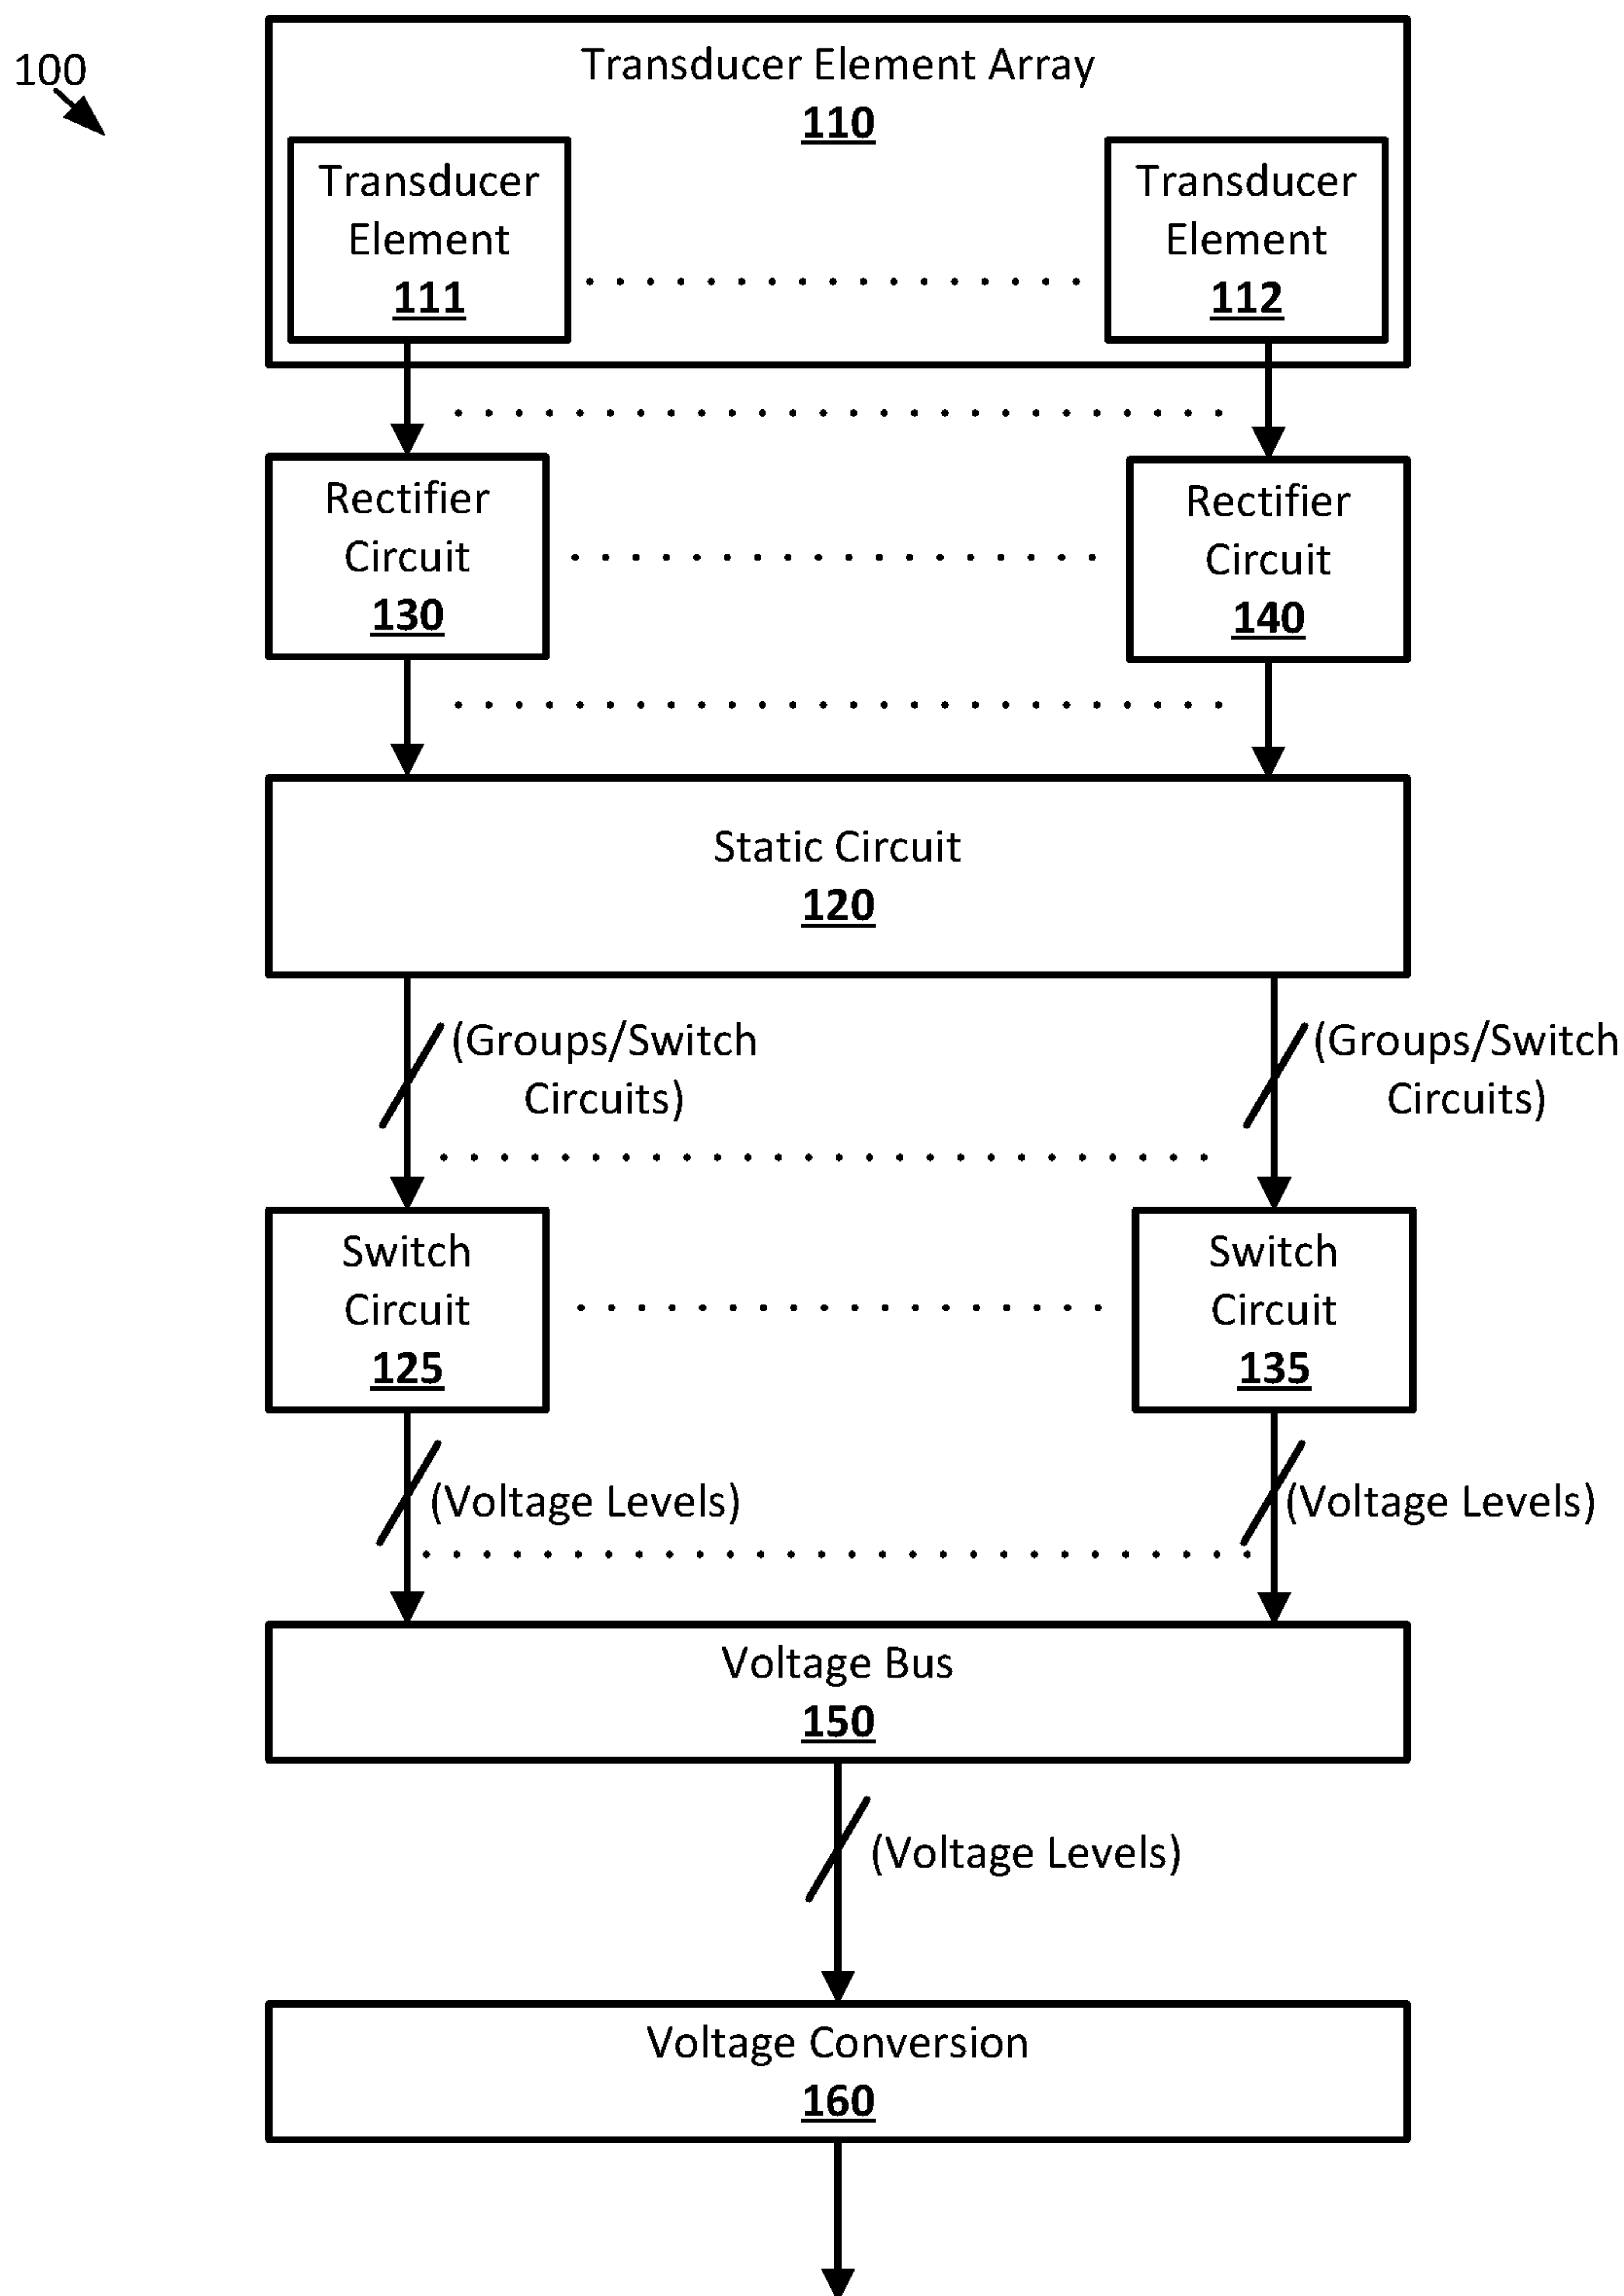 100
Transducer Element Array
110
Transducer
Element
111
Transducer
Element
112
Rectifier
Circuit
130
Rectifier
Circuit
140
Static Circuit
120
(Groups/Switch
Circuits)
(Groups/Switch
Circuits)
Switch
Circuit
125
Switch
Circuit
135
(Voltage Levels)
(Voltage Levels)
Voltage Bus
150
(Voltage Levels)
Voltage Conversion
160